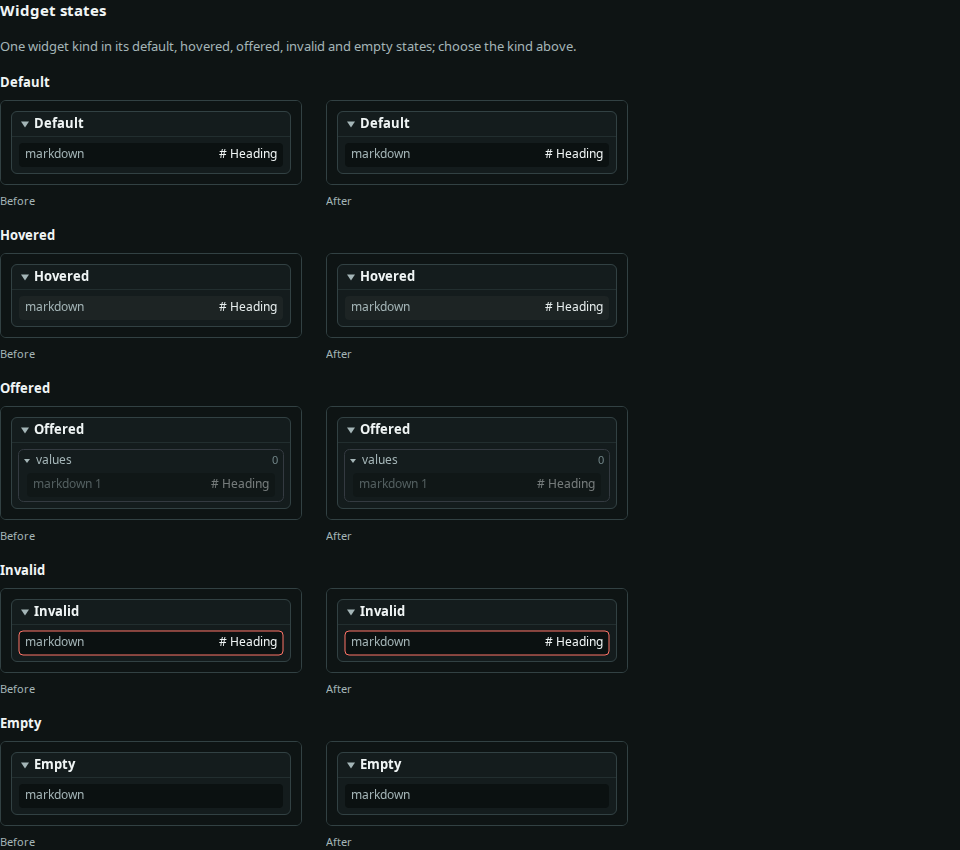 Widget states
One widget kind in its default, hovered, offered, invalid and empty states; choose the kind above.
Default
Default
markdown # Heading
Default
markdown # Heading
Before
After
Hovered
Hovered
markdown # Heading
Hovered
markdown # Heading
Before
After
Offered
Offered
values 0
markdown 1 # Heading
Offered
values 0
markdown 1 # Heading
Before
After
Invalid
Invalid
markdown # Heading
Invalid
markdown # Heading
Before
After
Empty
Empty
markdown
Empty
markdown
Before
After